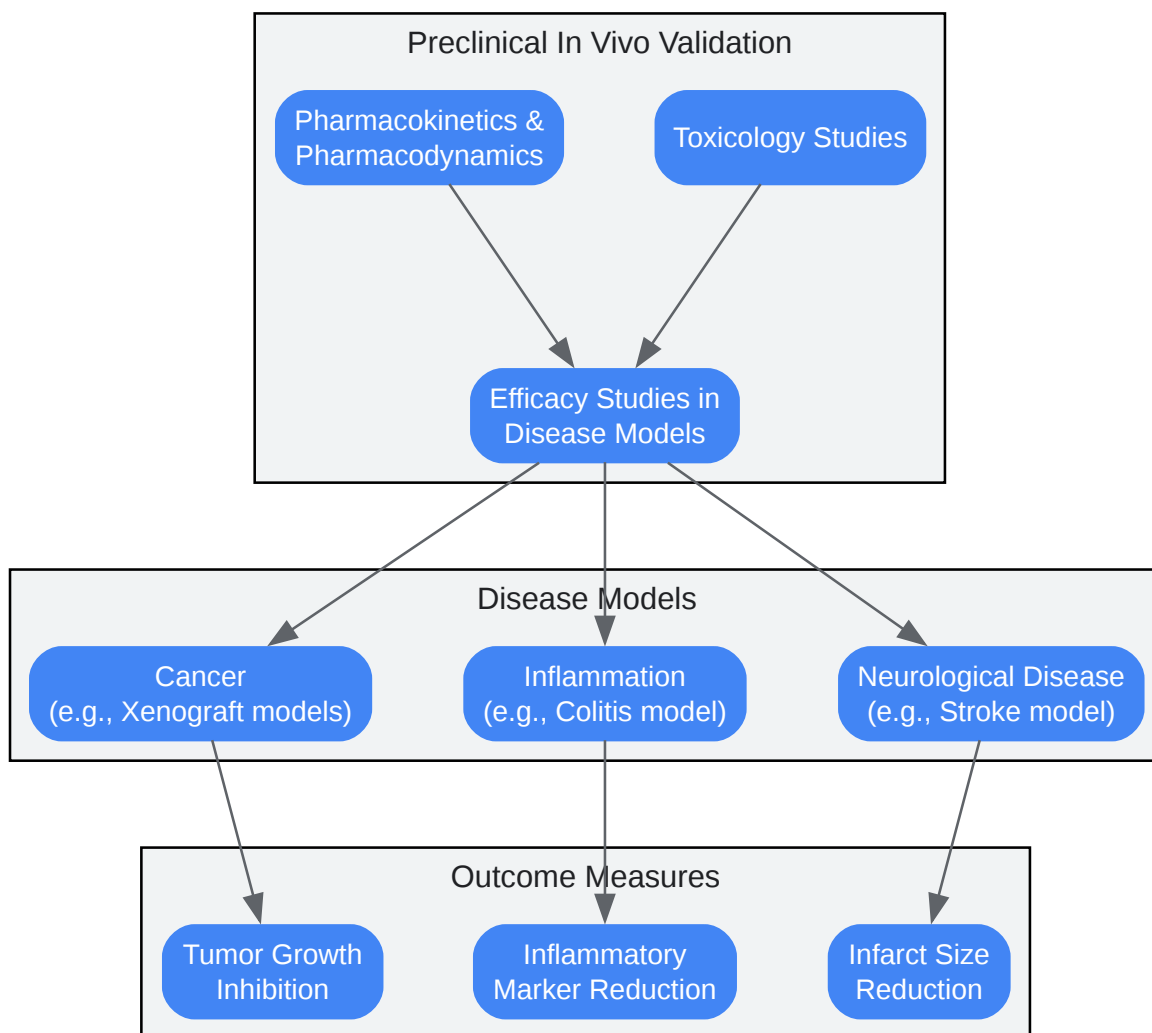 Preclinical In Vivo Validation
Pharmacokinetics &
Pharmacodynamics
Toxicology Studies
Efficacy Studies in
Disease Models
Disease Models
Cancer
(e.g., Xenograft models)
Inflammation
(e.g., Colitis model)
Neurological Disease
(e.g., Stroke model)
Outcome Measures
Tumor Growth
Inhibition
Inflammatory
Marker Reduction
Infarct Size
Reduction